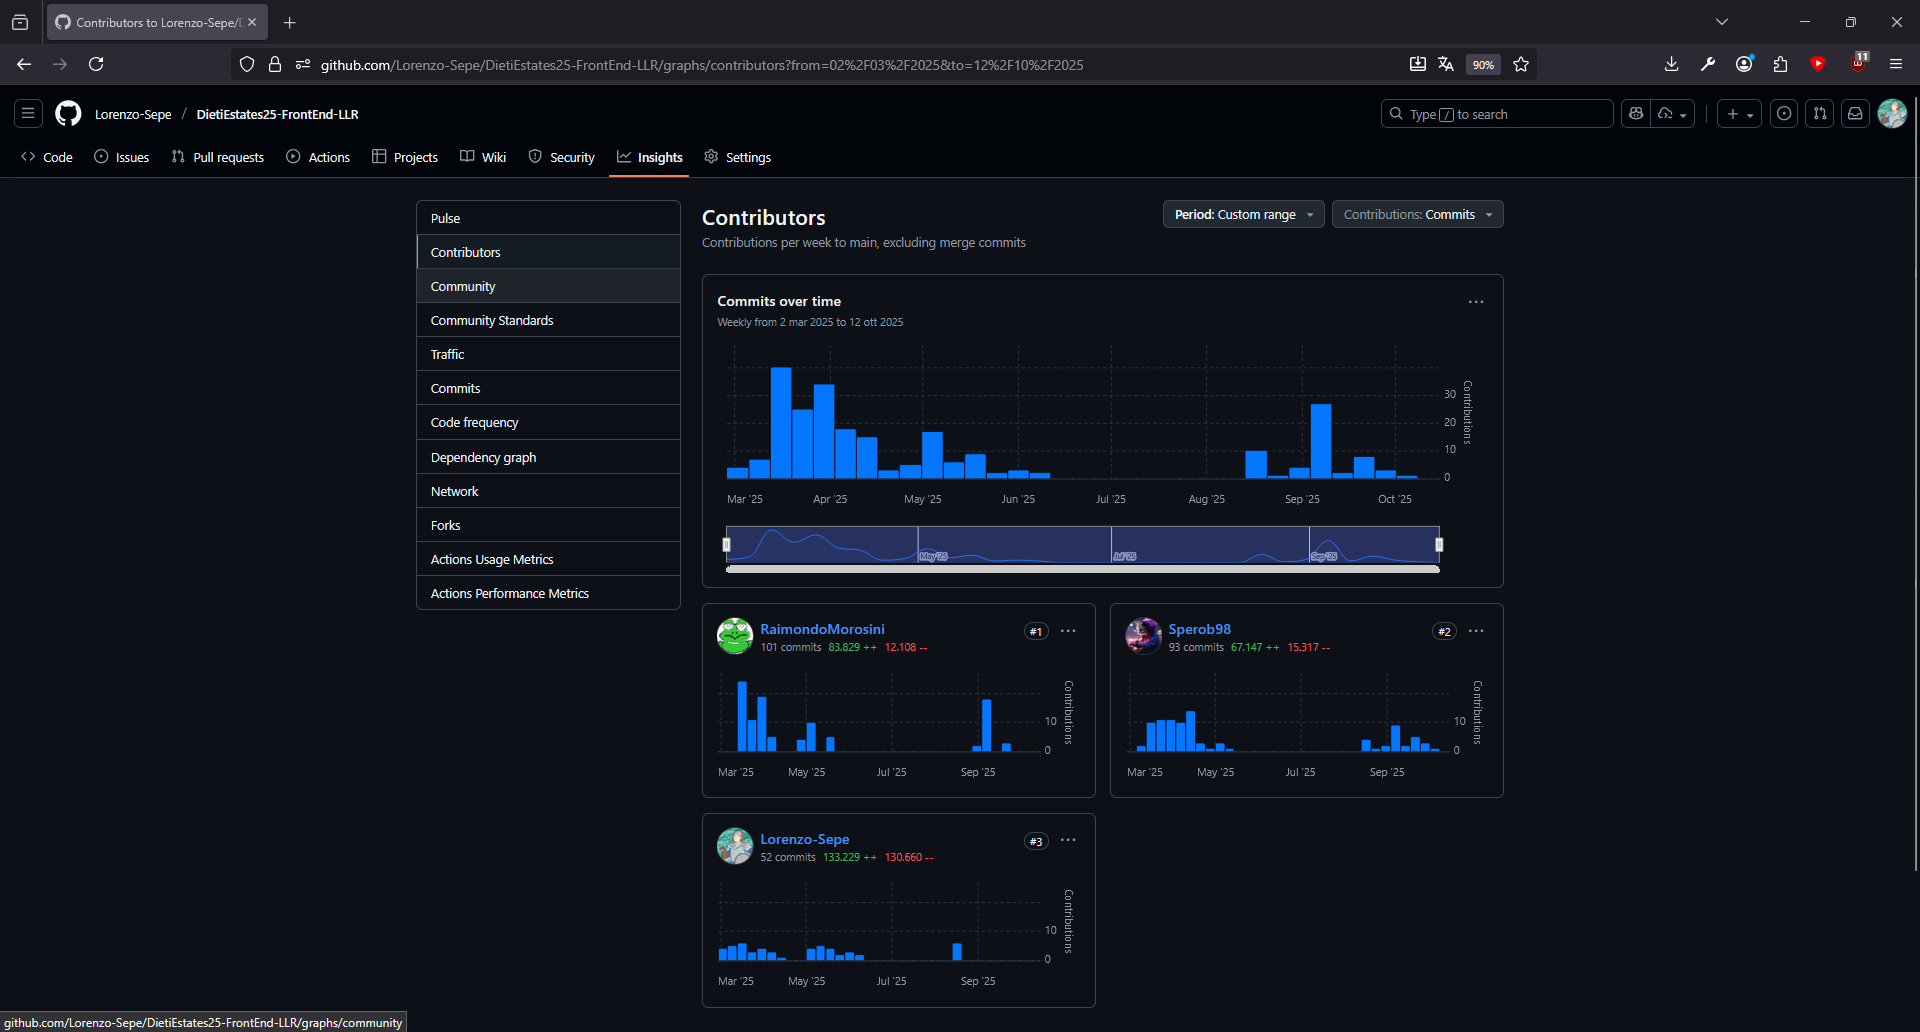 Contributors to Lorenzo-Sepe/D
github.com/Lorenzo-Sepe/DietiEstates25-FrontEnd-LLR/graphs/contributors?from=02%2F03%2F2025&to=12%2F10%2F2025
90%
11
Lorenzo-Sepe / DietiEstates25-FrontEnd-LLR
Type / to search
Code Issues Pull requests Actions Projects Wiki Security Insights Settings
Pulse
Contributors
Community
Community Standards
Traffic
Commits
Code frequency
Dependency graph
Network
Forks
Actions Usage Metrics
Actions Performance Metrics
Contributors
Period: Custom range
Contributions: Commits
Contributions per week to main, excluding merge commits
Commits over time
Weekly from 2 mar 2025 to 12 ott 2025
30
20
10
0
Contributions
Mar '25 Apr '25 May '25 Jun '25 Jul '25 Aug '25 Sep '25 Oct '25
May '25 Jul '25 Sep '25
RaimondoMorosini
#1
101 commits 83.829 ++ 12.108 --
Contributions
10
0
Mar '25 May '25 Jul '25 Sep '25
Sperob98
#2
93 commits 67.147 ++ 15.317 --
Contributions
10
0
Mar '25 May '25 Jul '25 Sep '25
Lorenzo-Sepe
#3
52 commits 133.229 ++ 130.660 --
Contributions
10
0
Mar '25 May '25 Jul '25 Sep '25
github.com/Lorenzo-Sepe/DietiEstates25-FrontEnd-LLR/graphs/community